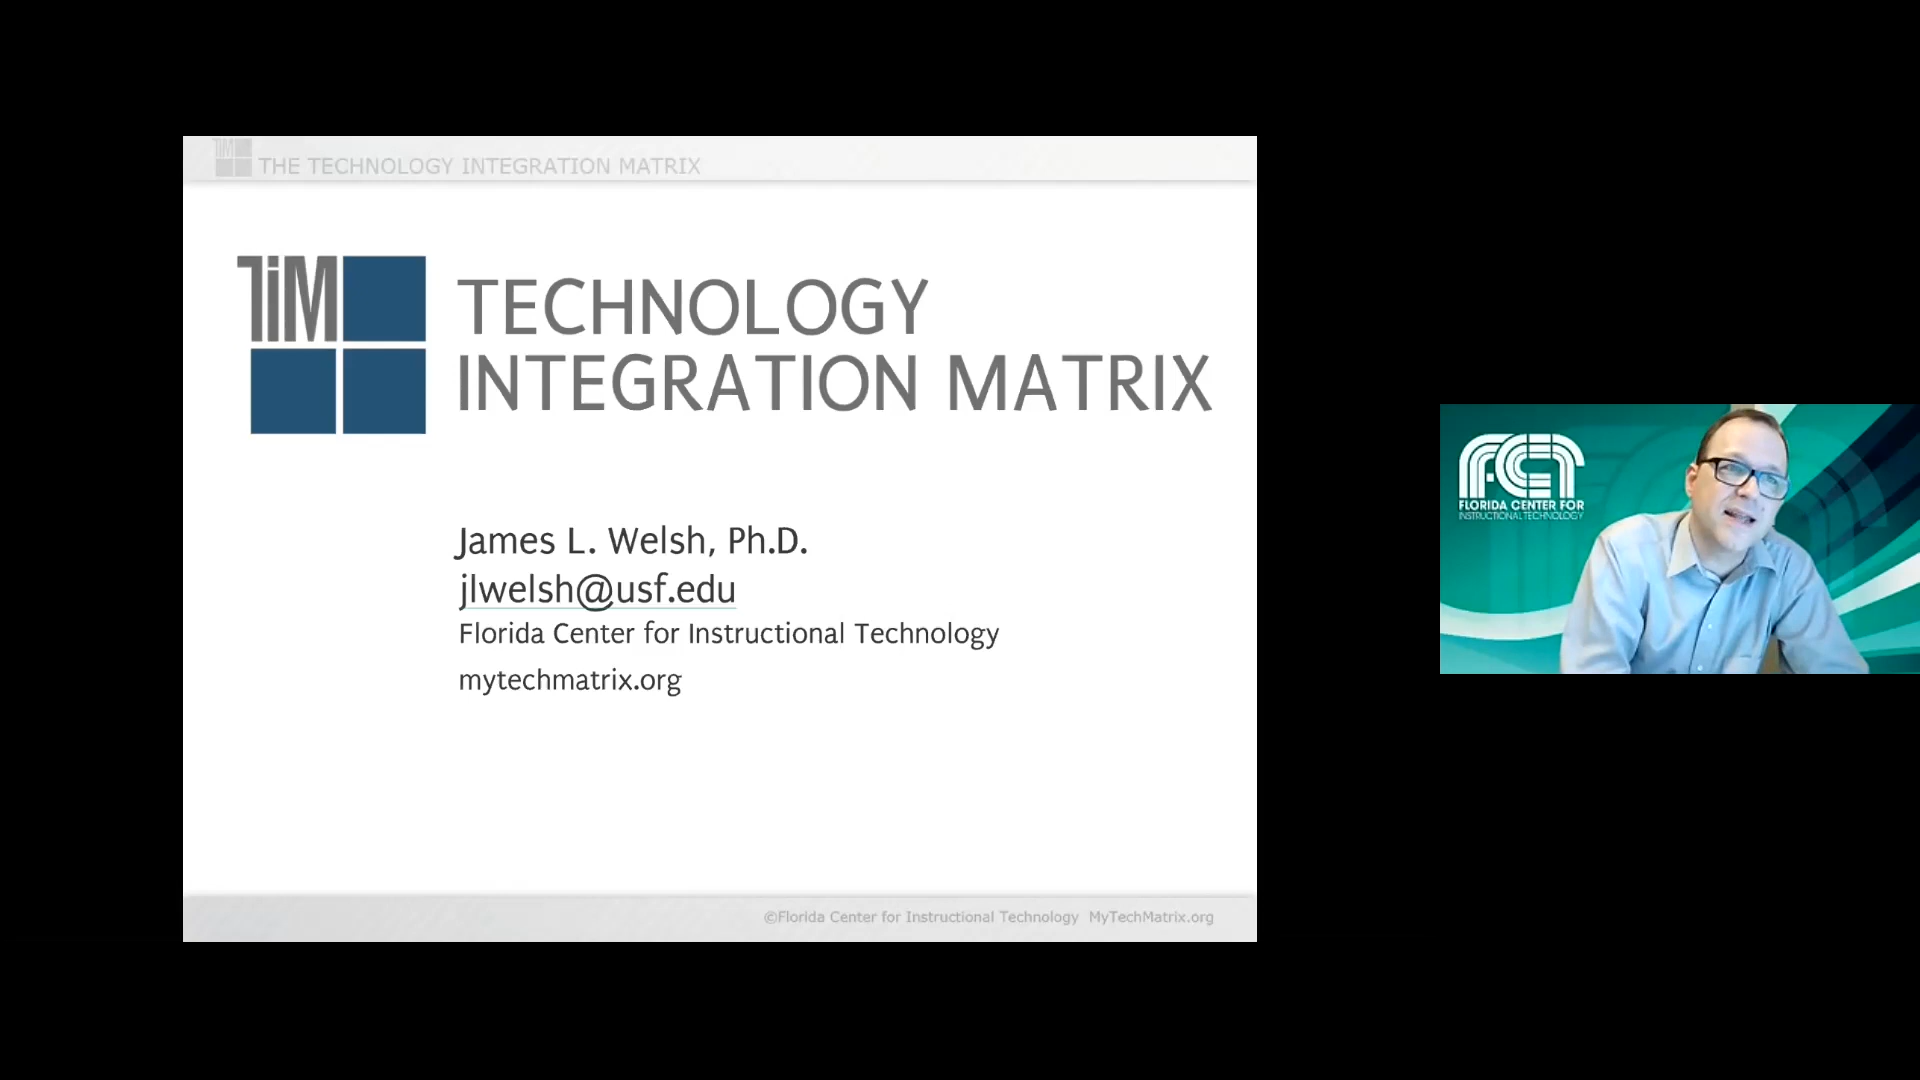 TiM
THE TECHNOLOGY INTEGRATION MATRIX
TiM
TECHNOLOGY
INTEGRATION MATRIX
James L. Welsh, Ph.D.
jlwelsh@usf.edu
Florida Center for Instructional Technology
mytechmatrix.org
©Florida Center for Instructional Technology MyTechMatrix.org
FCIT
FLORIDA CENTER FOR
INSTRUCTIONAL TECHNOLOGY